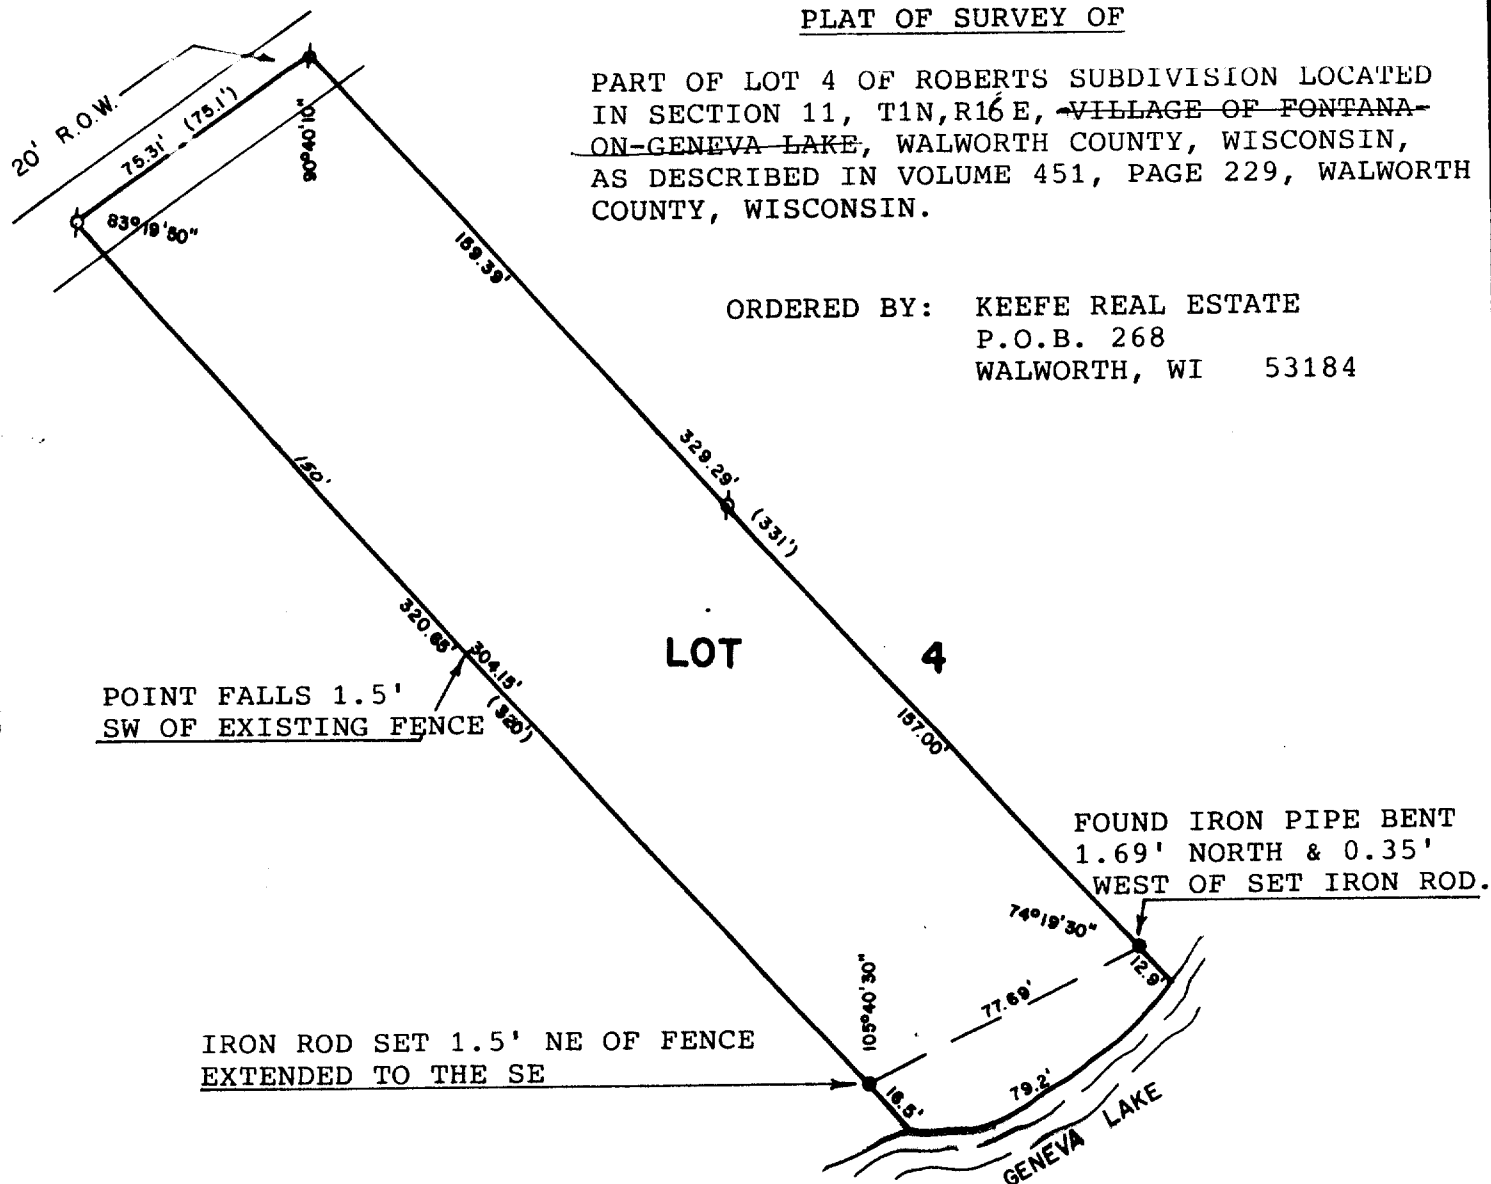 PLAT OF SURVEY OF
PART OF LOT 4 OF ROBERTS SUBDIVISION LOCATED
IN SECTION 11, T1N, R16 E, VILLAGE OF FONTANA-
ON-GENEVA LAKE, WALWORTH COUNTY, WISCONSIN,
AS DESCRIBED IN VOLUME 451, PAGE 229, WALWORTH
COUNTY, WISCONSIN.
20' R.O.W.
75.31' (75.1')
90°40'10"
83°19'50"
159.39'
ORDERED BY: KEEFE REAL ESTATE
P.O.B. 268
WALWORTH, WI 53184
150'
329.29'
(331')
320.65'
304.15'
(320')
LOT 4
POINT FALLS 1.5'
SW OF EXISTING FENCE
157.00'
FOUND IRON PIPE BENT
1.69' NORTH & 0.35'
WEST OF SET IRON ROD.
74°19'30"
12.9'
77.69'
105°40'30"
IRON ROD SET 1.5' NE OF FENCE
EXTENDED TO THE SE
16.5'
79.2'
GENEVA LAKE